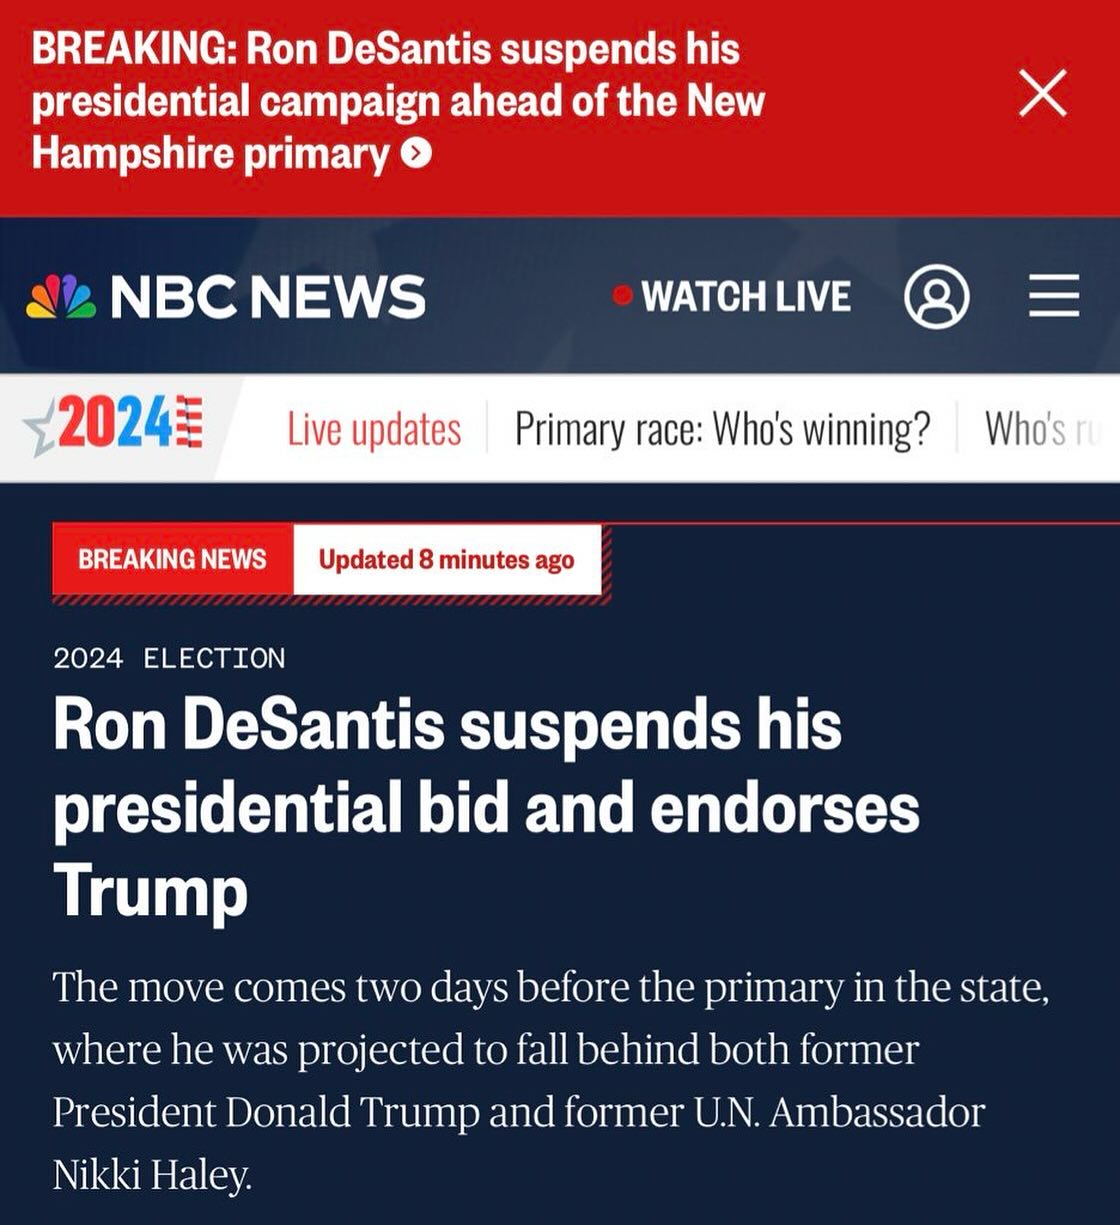 BREAKING: Ron DeSantis suspends his
presidential campaign ahead of the New
Hampshire primary
NBC NEWS
WATCH LIVE
2024
Live updates
Primary race: Who's winning?
Who's
BREAKING NEWS
Updated 8 minutes ago
2024 ELECTION
Ron DeSantis suspends his
presidential bid and endorses
Trump
The move comes two days before the primary in the state,
where he was projected to fall behind both former
President Donald Trump and former U.N. Ambassador
Nikki Haley.